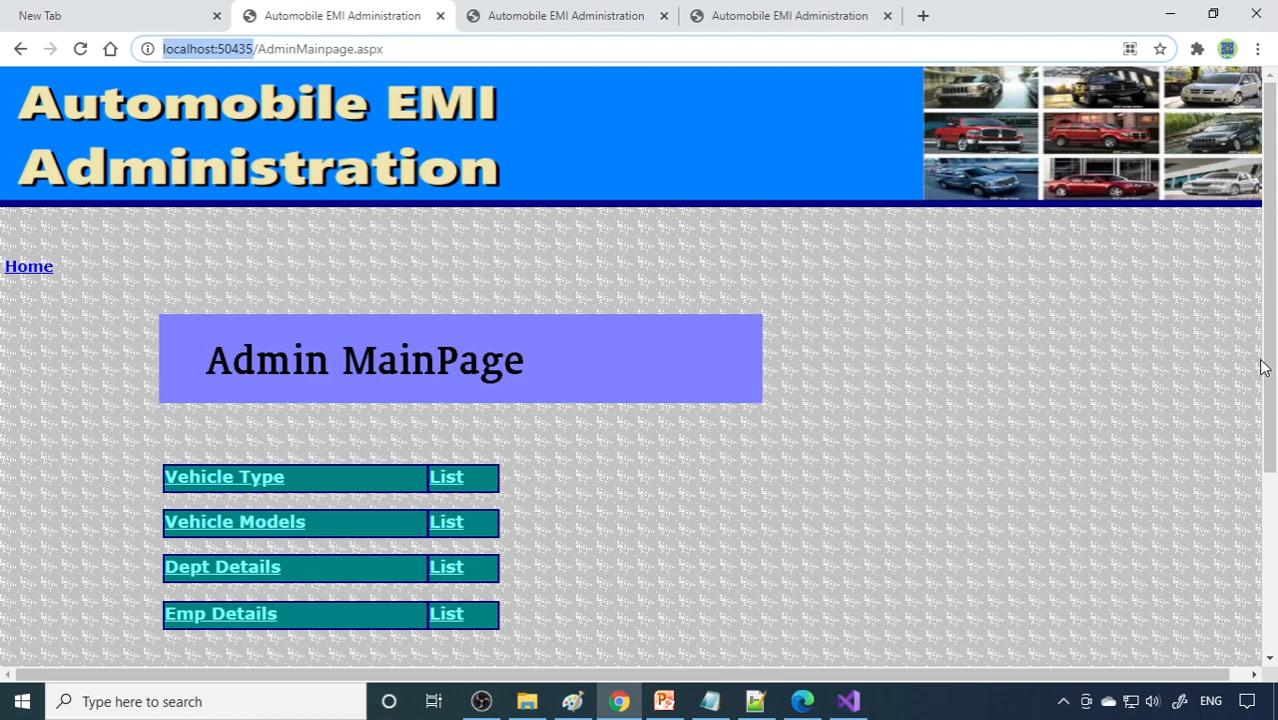 New Tab
Automobile EMI Administration
Automobile EMI Administration
Automobile EMI Administration
localhost:50435/AdminMainpage.aspx
Automobile EMI
Administration
Home
Admin MainPage
Vehicle Type List
Vehicle Models List
Dept Details List
Emp Details List
Type here to search
ENG